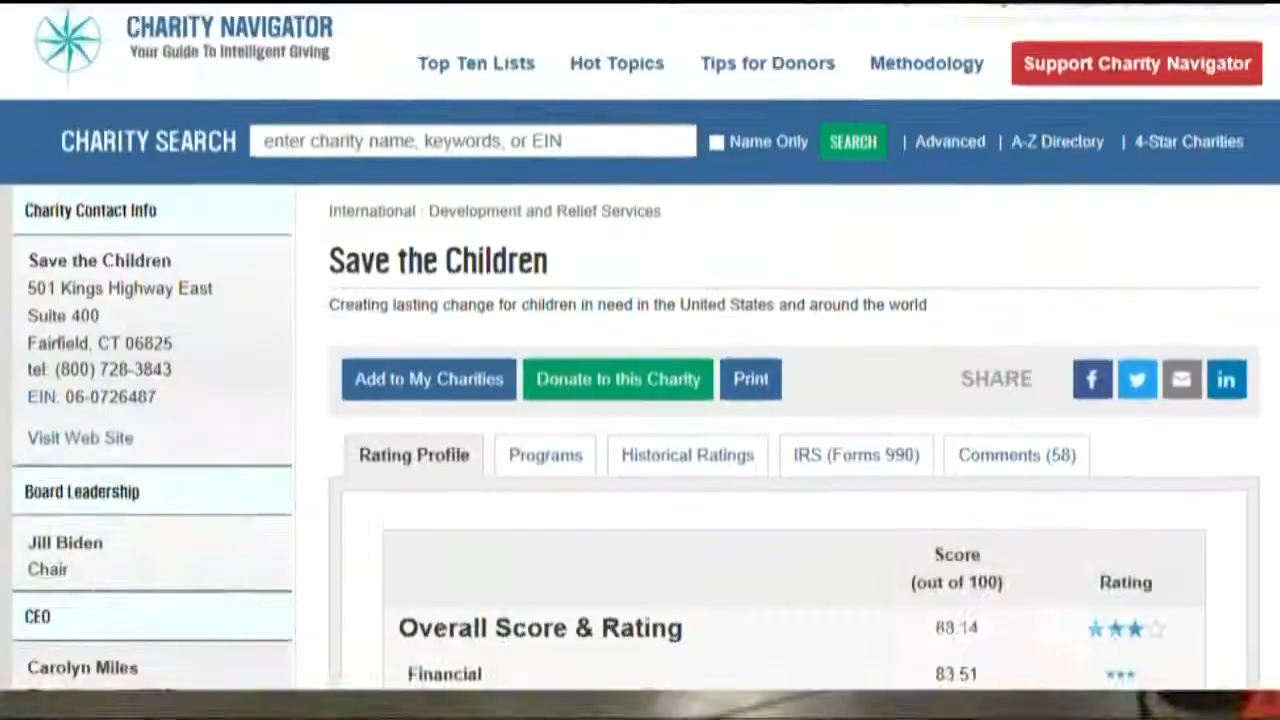 CHARITY NAVIGATOR
Your Guide To Intelligent Giving
Top Ten Lists Hot Topics Tips for Donors Methodology Support Charity Navigator
CHARITY SEARCH enter charity name, keywords, or EIN Name Only SEARCH | Advanced | A-Z Directory | 4-Star Charities
Charity Contact Info
Save the Children
501 Kings Highway East
Suite 400
Fairfield, CT 06825
tel: (800) 728-3843
EIN: 06-0726487
Visit Web Site
Board Leadership
Jill Biden
Chair
CEO
Carolyn Miles
International : Development and Relief Services
Save the Children
Creating lasting change for children in need in the United States and around the world
Add to My Charities Donate to this Charity Print SHARE f in
Rating Profile Programs Historical Ratings IRS (Forms 990) Comments (58)
Score
(out of 100) Rating
Overall Score & Rating 88.14
Financial 83.51